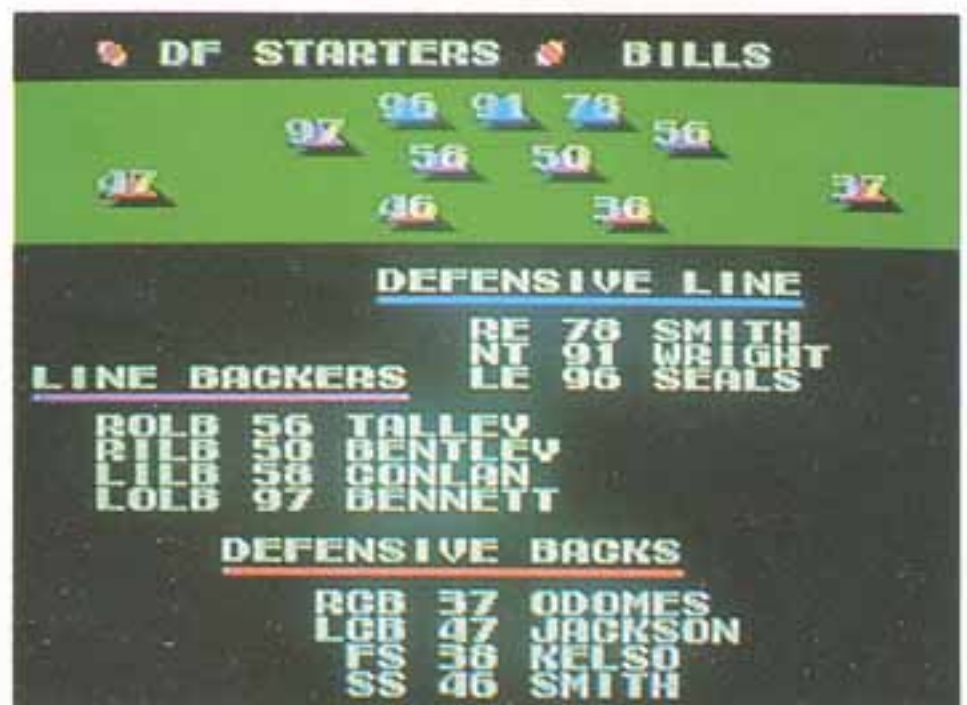 DF STARTERS BILLS
96 91 78
97 56
58 50
47 37
46 38
DEFENSIVE LINE
RE 78 SMITH
NT 91 WRIGHT
LE 96 SEALS
LINE BACKERS
ROLB 56 TALLEY
RILB 50 BENTLEY
LILB 58 CONLAN
LOLB 97 BENNETT
DEFENSIVE BACKS
RCB 37 ODOMES
LCB 47 JACKSON
FS 38 KELSO
SS 46 SMITH